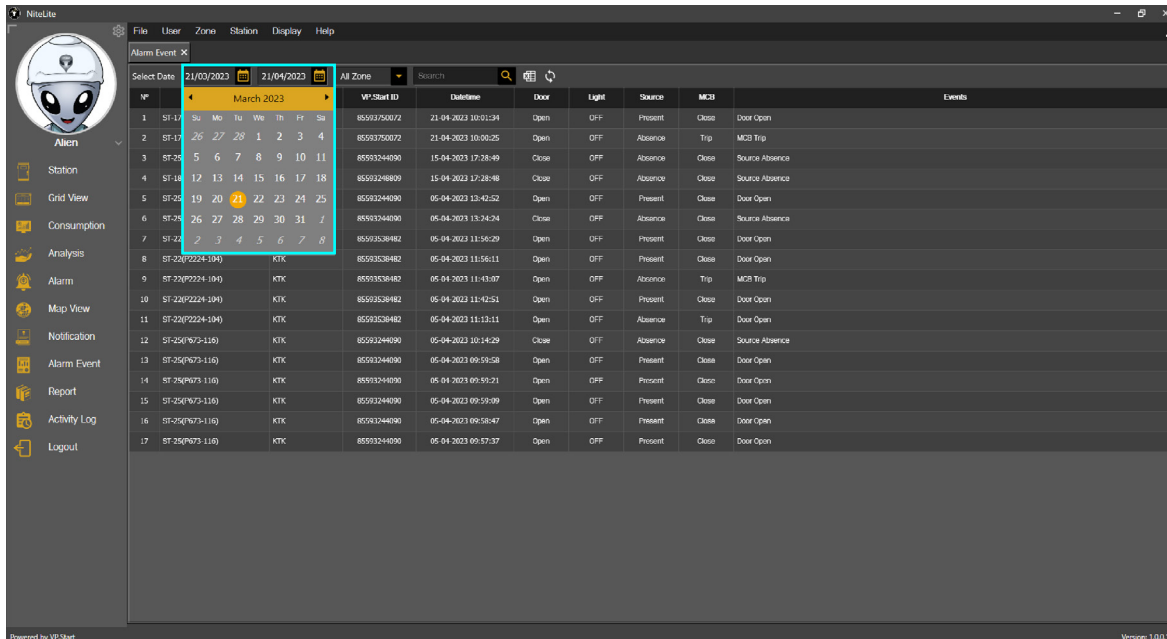 NiteLite
File User Zone Station Display Help
Alarm Event
Select Date 21/03/2023 21/04/2023 All Zone Search
Nº VP.Start ID Datetime Door Light Source MCB Events
March 2023
Su Mo Tu We Th Fr Sa
26 27 28 1 2 3 4
5 6 7 8 9 10 11
12 13 14 15 16 17 18
19 20 21 22 23 24 25
26 27 28 29 30 31 1
2 3 4 5 6 7 8
1 ST-17 85593750072 21-04-2023 10:01:34 Open OFF Present Close Door Open
2 ST-17 85593750072 21-04-2023 10:00:25 Open OFF Absence Trip MCB Trip
3 ST-25 85593244090 15-04-2023 17:28:49 Close OFF Absence Close Source Absence
4 ST-18 85593248809 15-04-2023 17:28:48 Close OFF Absence Close Source Absence
5 ST-25 85593244090 05-04-2023 13:42:52 Open OFF Present Close Door Open
6 ST-25 85593244090 05-04-2023 13:24:24 Close OFF Absence Close Source Absence
7 ST-22 85593538482 05-04-2023 11:56:29 Open OFF Present Close Door Open
8 ST-22(P2224-104) KTK 85593538482 05-04-2023 11:56:11 Open OFF Present Close Door Open
9 ST-22(P2224-104) KTK 85593538482 05-04-2023 11:43:07 Open OFF Absence Trip MCB Trip
10 ST-22(P2224-104) KTK 85593538482 05-04-2023 11:42:51 Open OFF Present Close Door Open
11 ST-22(P2224-104) KTK 85593538482 05-04-2023 11:13:11 Open OFF Absence Trip Door Open
12 ST-25(P673-116) KTK 85593244090 05-04-2023 10:14:29 Close OFF Absence Close Source Absence
13 ST-25(P673-116) KTK 85593244090 05-04-2023 09:59:58 Open OFF Present Close Door Open
14 ST-25(P673-116) KTK 85593244090 05-04-2023 09:59:21 Open OFF Present Close Door Open
15 ST-25(P673-116) KTK 85593244090 05-04-2023 09:59:09 Open OFF Present Close Door Open
16 ST-25(P673-116) KTK 85593244090 05-04-2023 09:58:47 Open OFF Present Close Door Open
17 ST-25(P673-116) KTK 85593244090 05-04-2023 09:57:37 Open OFF Present Close Door Open
Alien
Station
Grid View
Consumption
Analysis
Alarm
Map View
Notification
Alarm Event
Report
Activity Log
Logout
Powered by VP.Start
Version: 1.0.0.